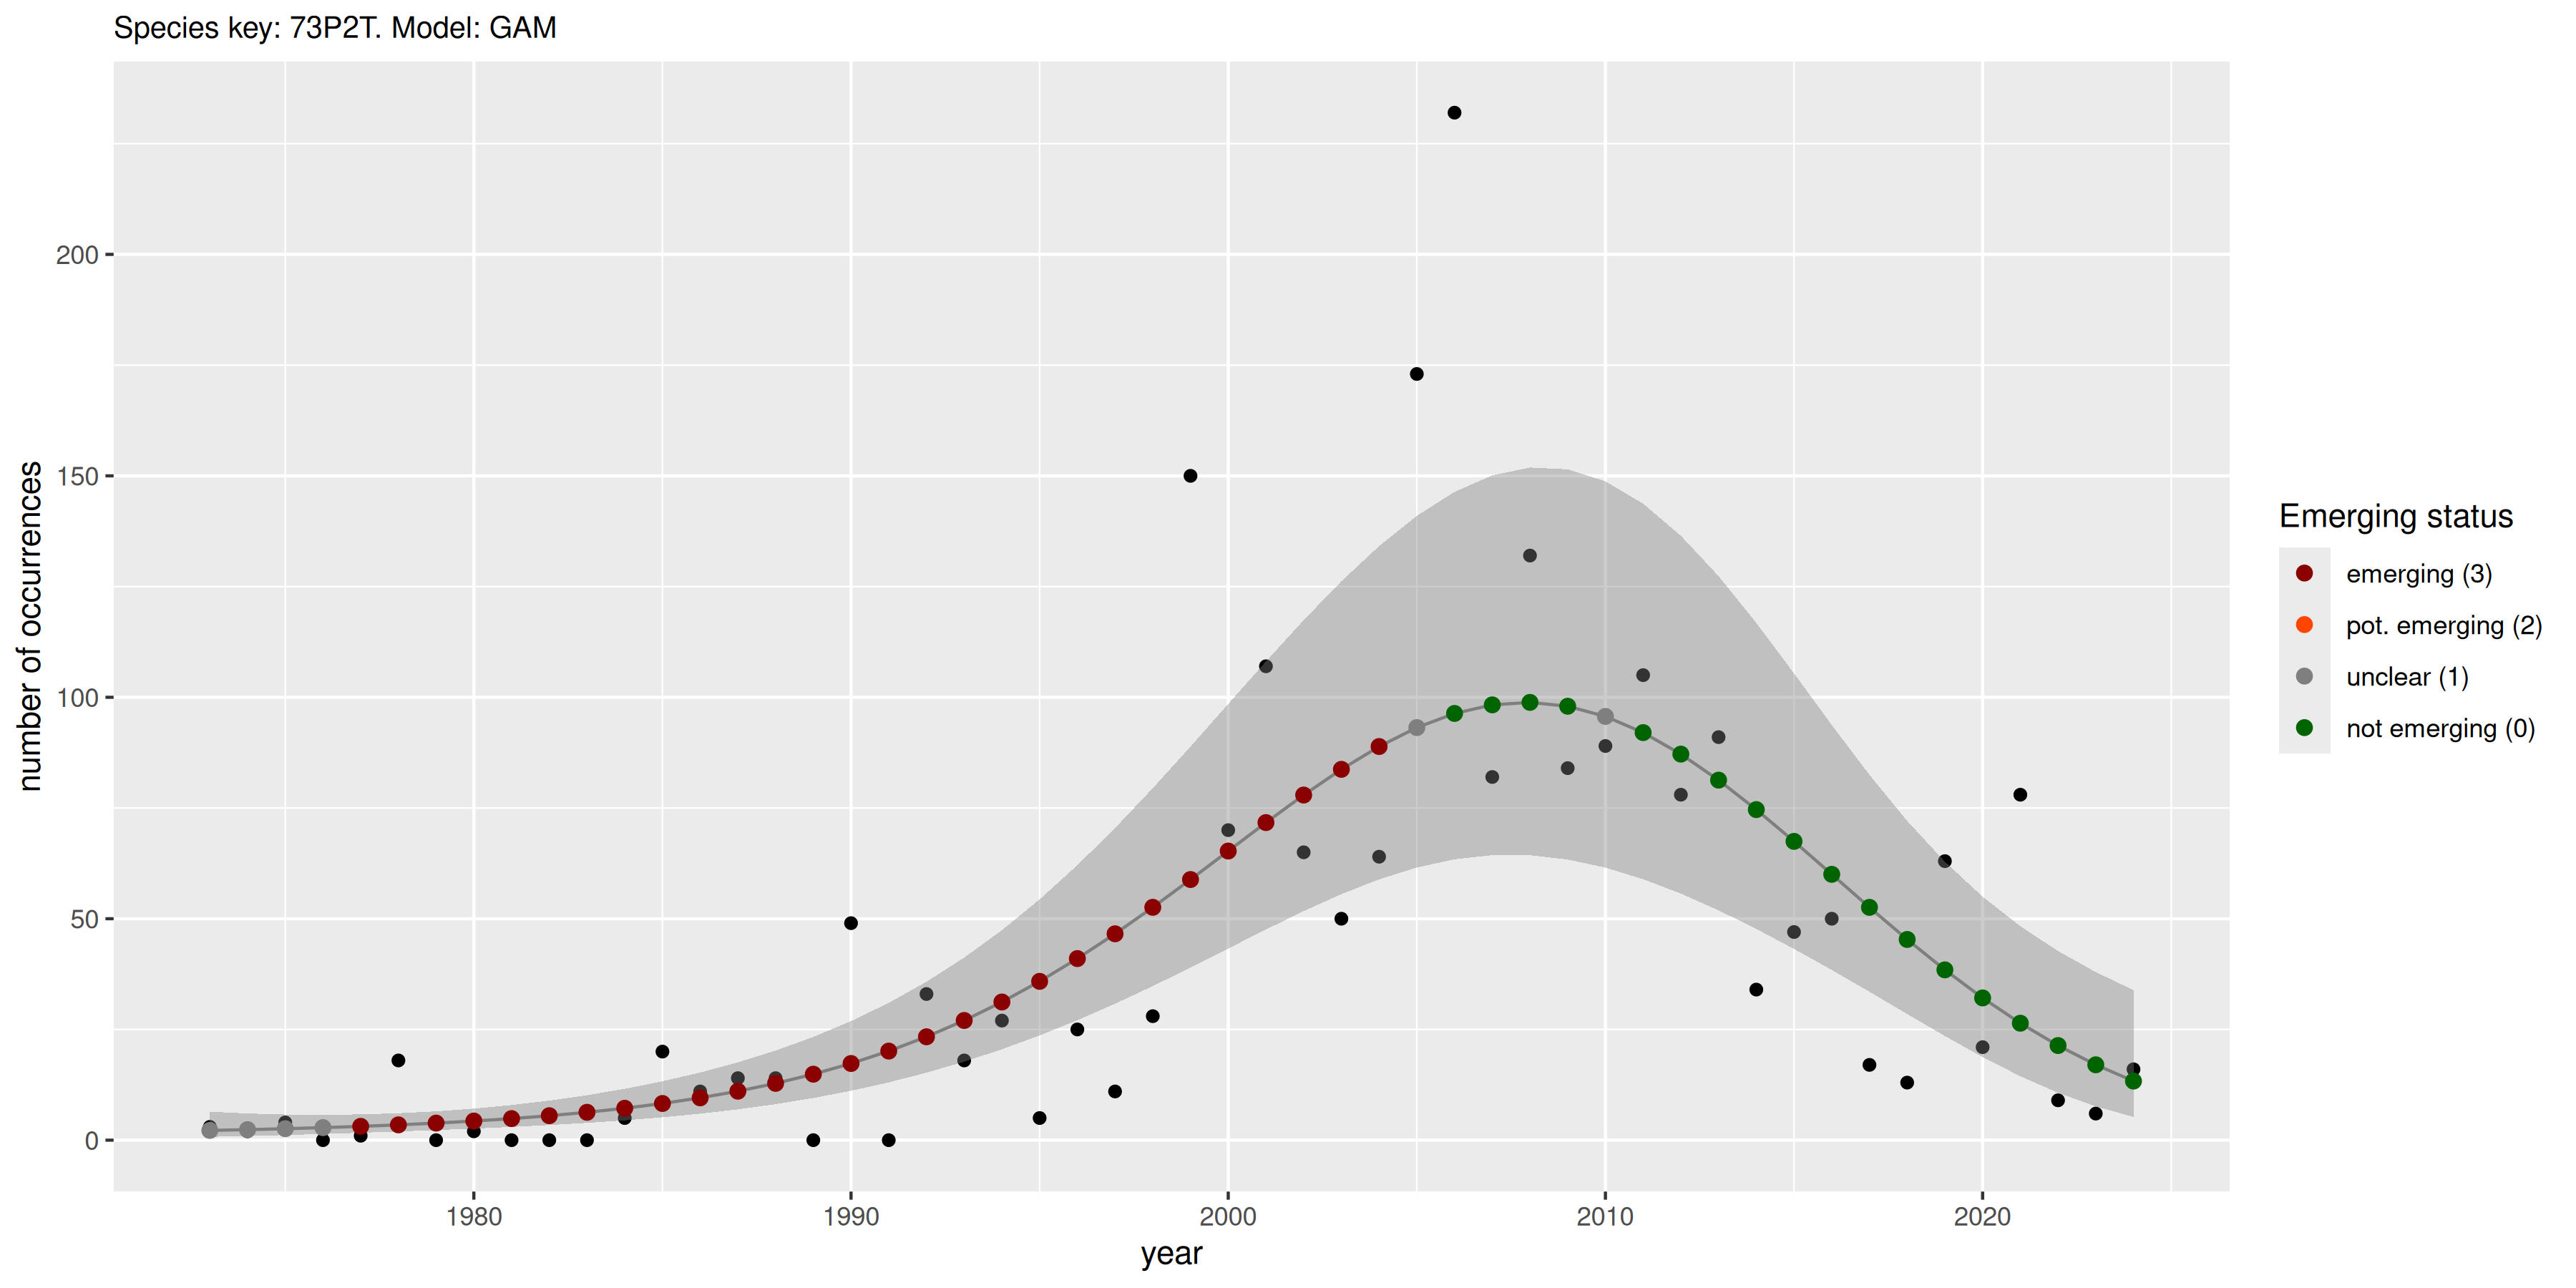 Species key: 73P2T. Model: GAM
number of occurrences
200
150
100
50
0
1980
1990
2000
2010
2020
year
Emerging status
emerging (3)
pot. emerging (2)
unclear (1)
not emerging (0)